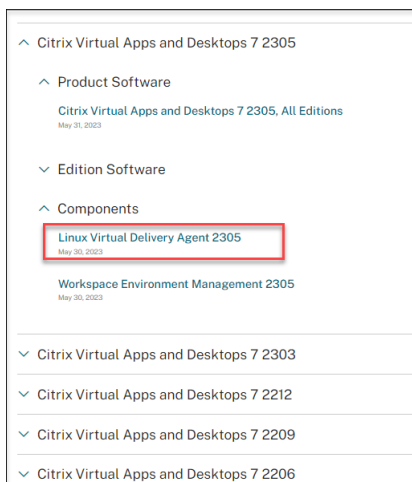 Citrix Virtual Apps and Desktops 7 2305
Product Software
Citrix Virtual Apps and Desktops 7 2305, All Editions
May 31, 2023
Edition Software
Components
Linux Virtual Delivery Agent 2305
May 30, 2023
Workspace Environment Management 2305
May 30, 2023
Citrix Virtual Apps and Desktops 7 2303
Citrix Virtual Apps and Desktops 7 2212
Citrix Virtual Apps and Desktops 7 2209
Citrix Virtual Apps and Desktops 7 2206